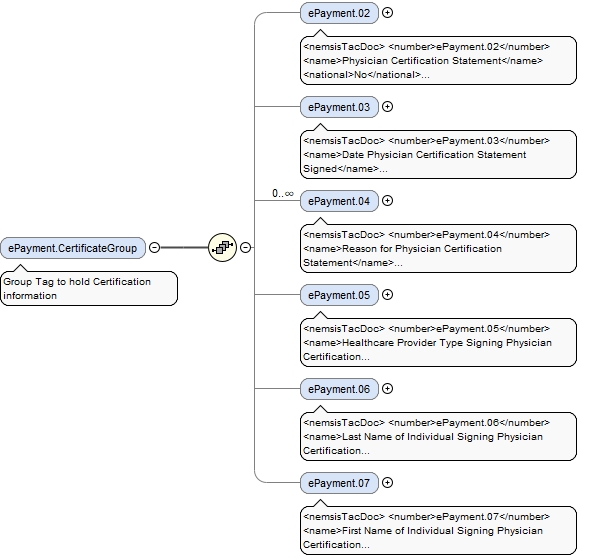 ePayment.02
<nemsisTacDoc> <number>ePayment.02</number>
<name>Physician Certification Statement</name>
<national>No</national>...
ePayment.03
<nemsisTacDoc> <number>ePayment.03</number>
<name>Date Physician Certification Statement
Signed</name>...
0..∞
ePayment.04
<nemsisTacDoc> <number>ePayment.04</number>
<name>Reason for Physician Certification
Statement</name>...
ePayment.CertificateGroup
Group Tag to hold Certification
information
ePayment.05
<nemsisTacDoc> <number>ePayment.05</number>
<name>Healthcare Provider Type Signing Physician
Certification...
ePayment.06
<nemsisTacDoc> <number>ePayment.06</number>
<name>Last Name of Individual Signing Physician
Certification...
ePayment.07
<nemsisTacDoc> <number>ePayment.07</number>
<name>First Name of Individual Signing Physician
Certification...